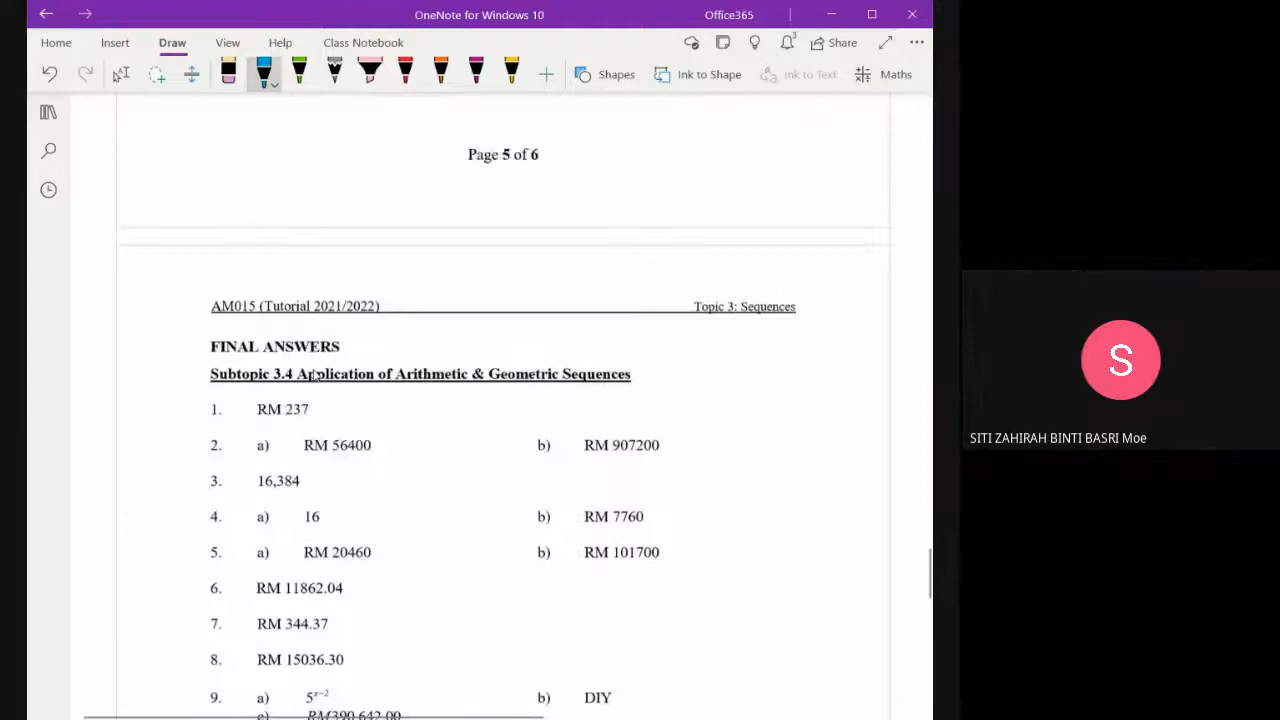 OneNote for Windows 10 Office365
Home Insert Draw View Help Class Notebook Share
Shapes Ink to Shape Ink to Text Maths
Page 5 of 6
AM015 (Tutorial 2021/2022) Topic 3: Sequences
FINAL ANSWERS
Subtopic 3.4 Application of Arithmetic & Geometric Sequences
1. RM 237
2. a) RM 56400 b) RM 907200
3. 16,384
4. a) 16 b) RM 7760
5. a) RM 20460 b) RM 101700
6. RM 11862.04
7. RM 344.37
8. RM 15036.30
9. a) 5^{x-2} b) DIY
c) RM390,642.00
S
SITI ZAHIRAH BINTI BASRI Moe